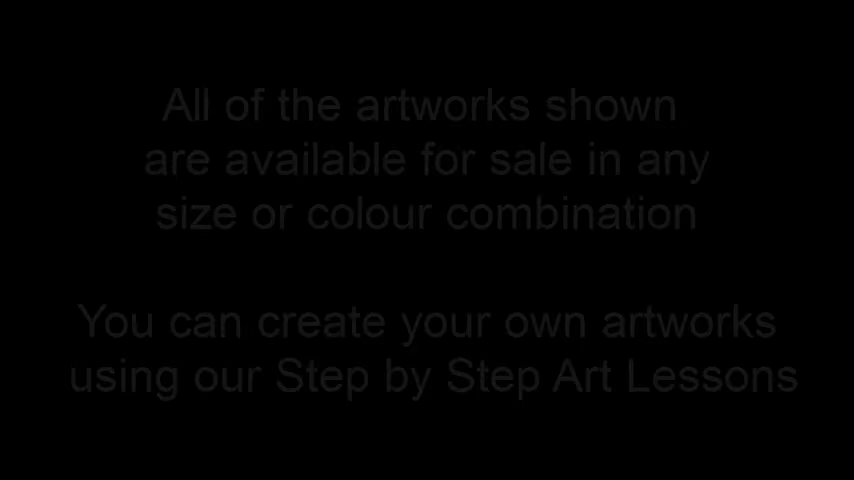 All of the artworks shown
are available for sale in any
size or colour combination
You can create your own artworks
using our Step by Step Art Lessons